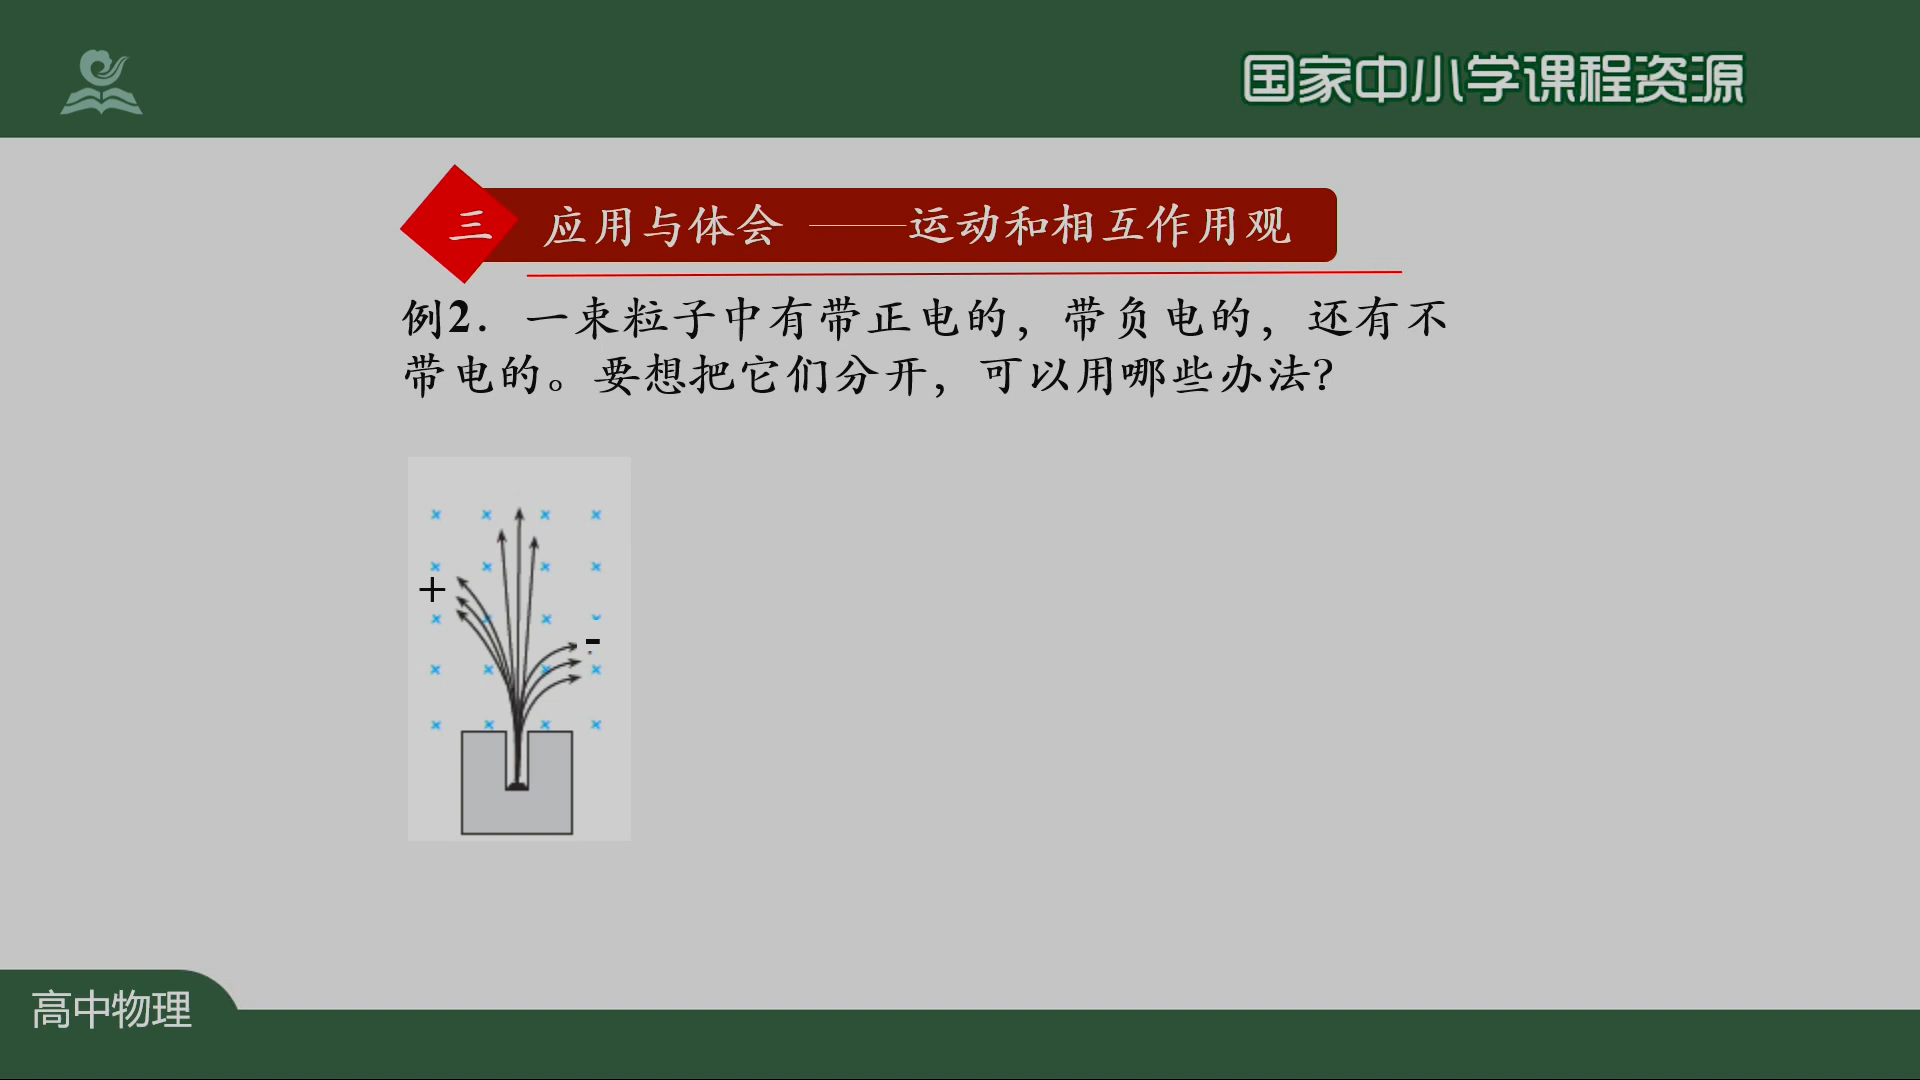 国家中小学课程资源
三 应用与体会 ——运动和相互作用观
例2．一束粒子中有带正电的，带负电的，还有不
带电的。要想把它们分开，可以用哪些办法？
+
-
高中物理